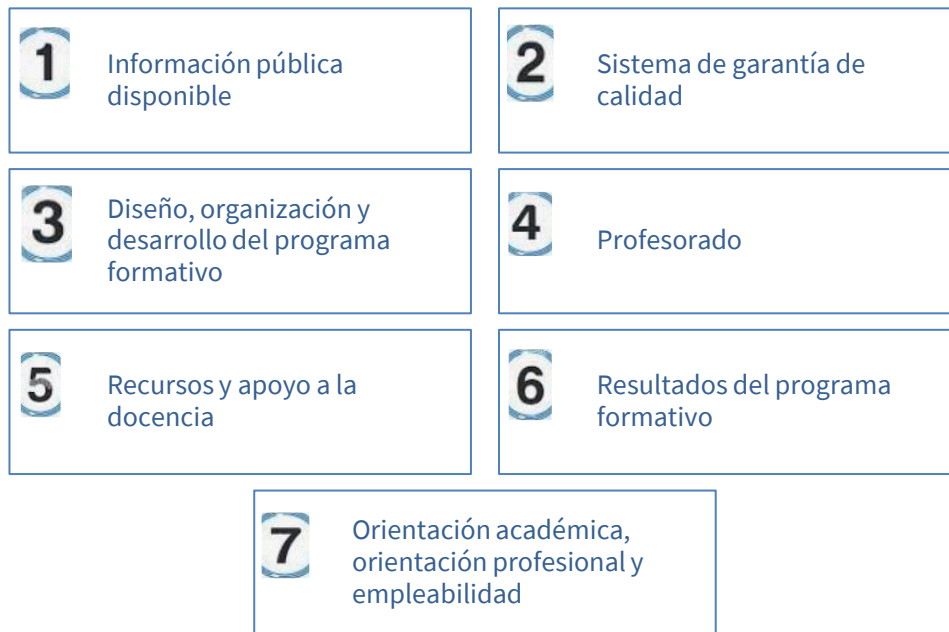 1
Información pública
disponible
2
Sistema de garantía de
calidad
3
Diseño, organización y
desarrollo del programa
formativo
4
Profesorado
5
Recursos y apoyo a la
docencia
6
Resultados del programa
formativo
7
Orientación académica,
orientación profesional y
empleabilidad